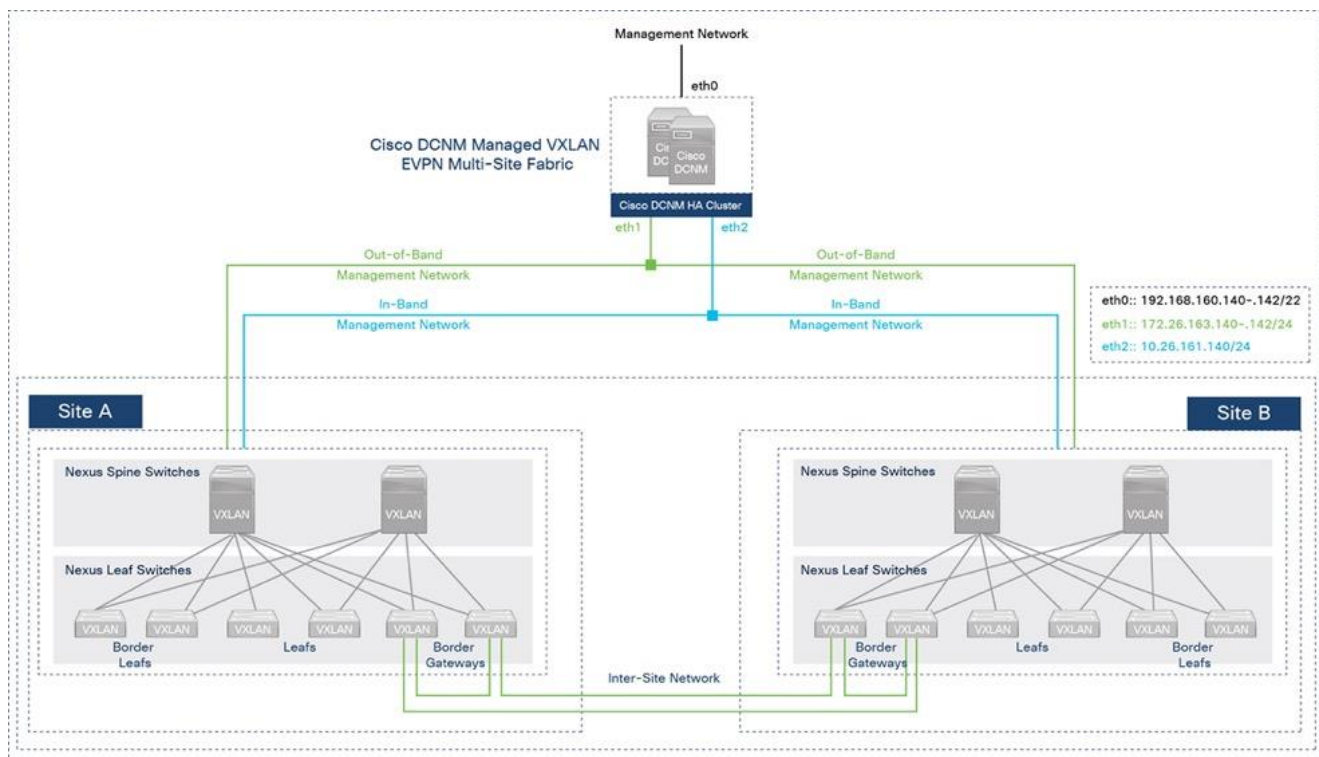 Management Network
eth0
Cisco DCNM Managed VXLAN
EVPN Multi-Site Fabric
Cisco
DCNM
Cisco DCNM HA Cluster
eth1
eth2
Out-of-Band
Management Network
Out-of-Band
Management Network
In-Band
Management Network
In-Band
Management Network
eth0:: 192.168.160.140-.142/22
eth1:: 172.26.163.140-.142/24
eth2:: 10.26.161.140/24
Site A
Nexus Spine Switches
VXLAN
VXLAN
Nexus Leaf Switches
VXLAN
VXLAN
VXLAN
VXLAN
VXLAN
VXLAN
Border
Leafs
Leafs
Border
Gateways
Site B
Nexus Spine Switches
VXLAN
VXLAN
Nexus Leaf Switches
VXLAN
VXLAN
VXLAN
VXLAN
VXLAN
VXLAN
Border
Gateways
Leafs
Border
Leafs
Inter-Site Network